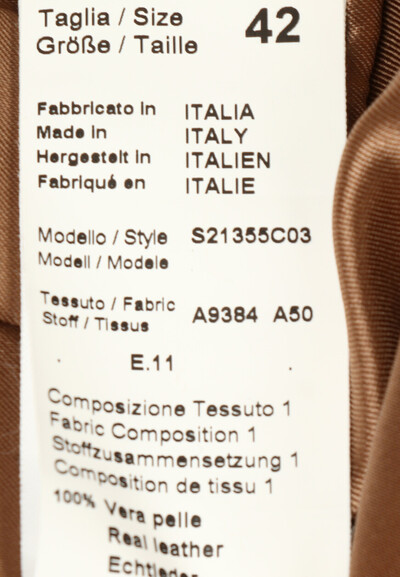 Taglia / Size 42
Größe / Taille
Fabbricato in ITALIA
Made in ITALY
Hergestelt in ITALIEN
Fabriqué en ITALIE
Modello / Style S21355C03
Modell / Modele
Tessuto / Fabric A9384 A50
Stoff / Tissus
E.11
Composizione Tessuto 1
Fabric Composition 1
Stoffzusammensetzung 1
Composition de tissu 1
100% Vera pelle
Real leather
Echtleder